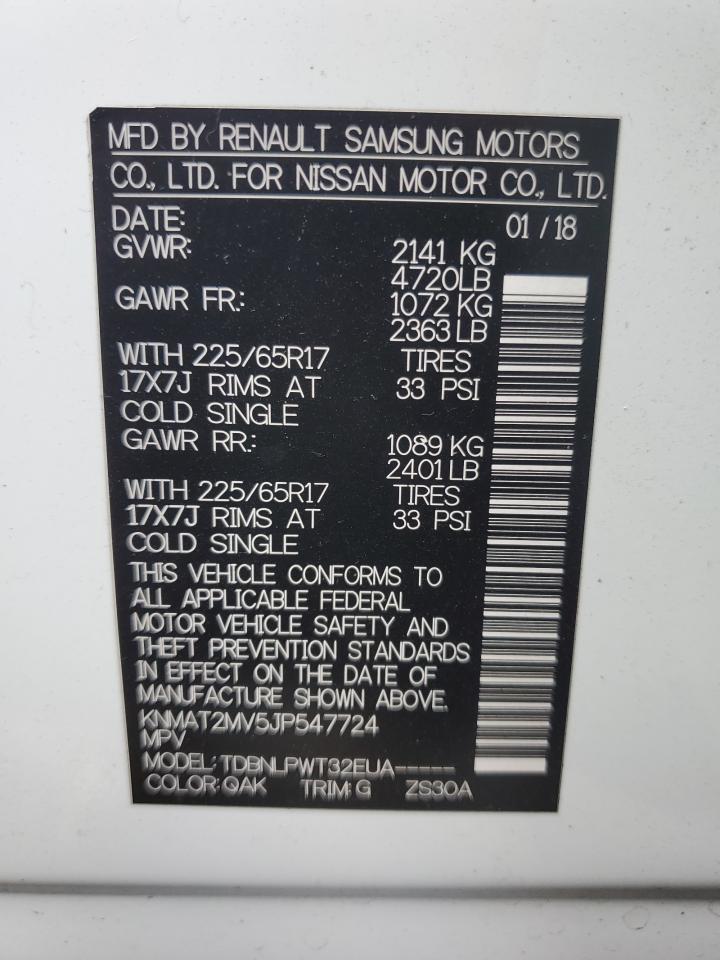 MFD BY RENAULT SAMSUNG MOTORS
CO., LTD. FOR NISSAN MOTOR CO., LTD.
DATE: 01 / 18
GVWR: 2141 KG
4720LB
GAWR FR.: 1072 KG
2363 LB
WITH 225/65R17 TIRES
17X7J RIMS AT 33 PSI
COLD SINGLE
GAWR RR.: 1089 KG
2401 LB
WITH 225/65R17 TIRES
17X7J RIMS AT 33 PSI
COLD SINGLE
THIS VEHICLE CONFORMS TO
ALL APPLICABLE FEDERAL
MOTOR VEHICLE SAFETY AND
THEFT PREVENTION STANDARDS
IN EFFECT ON THE DATE OF
MANUFACTURE SHOWN ABOVE.
KNMAT2MV5JP547724
MPV
MODEL: TDBNLPWT32EUA-----
COLOR: QAK TRIM: G ZS30A